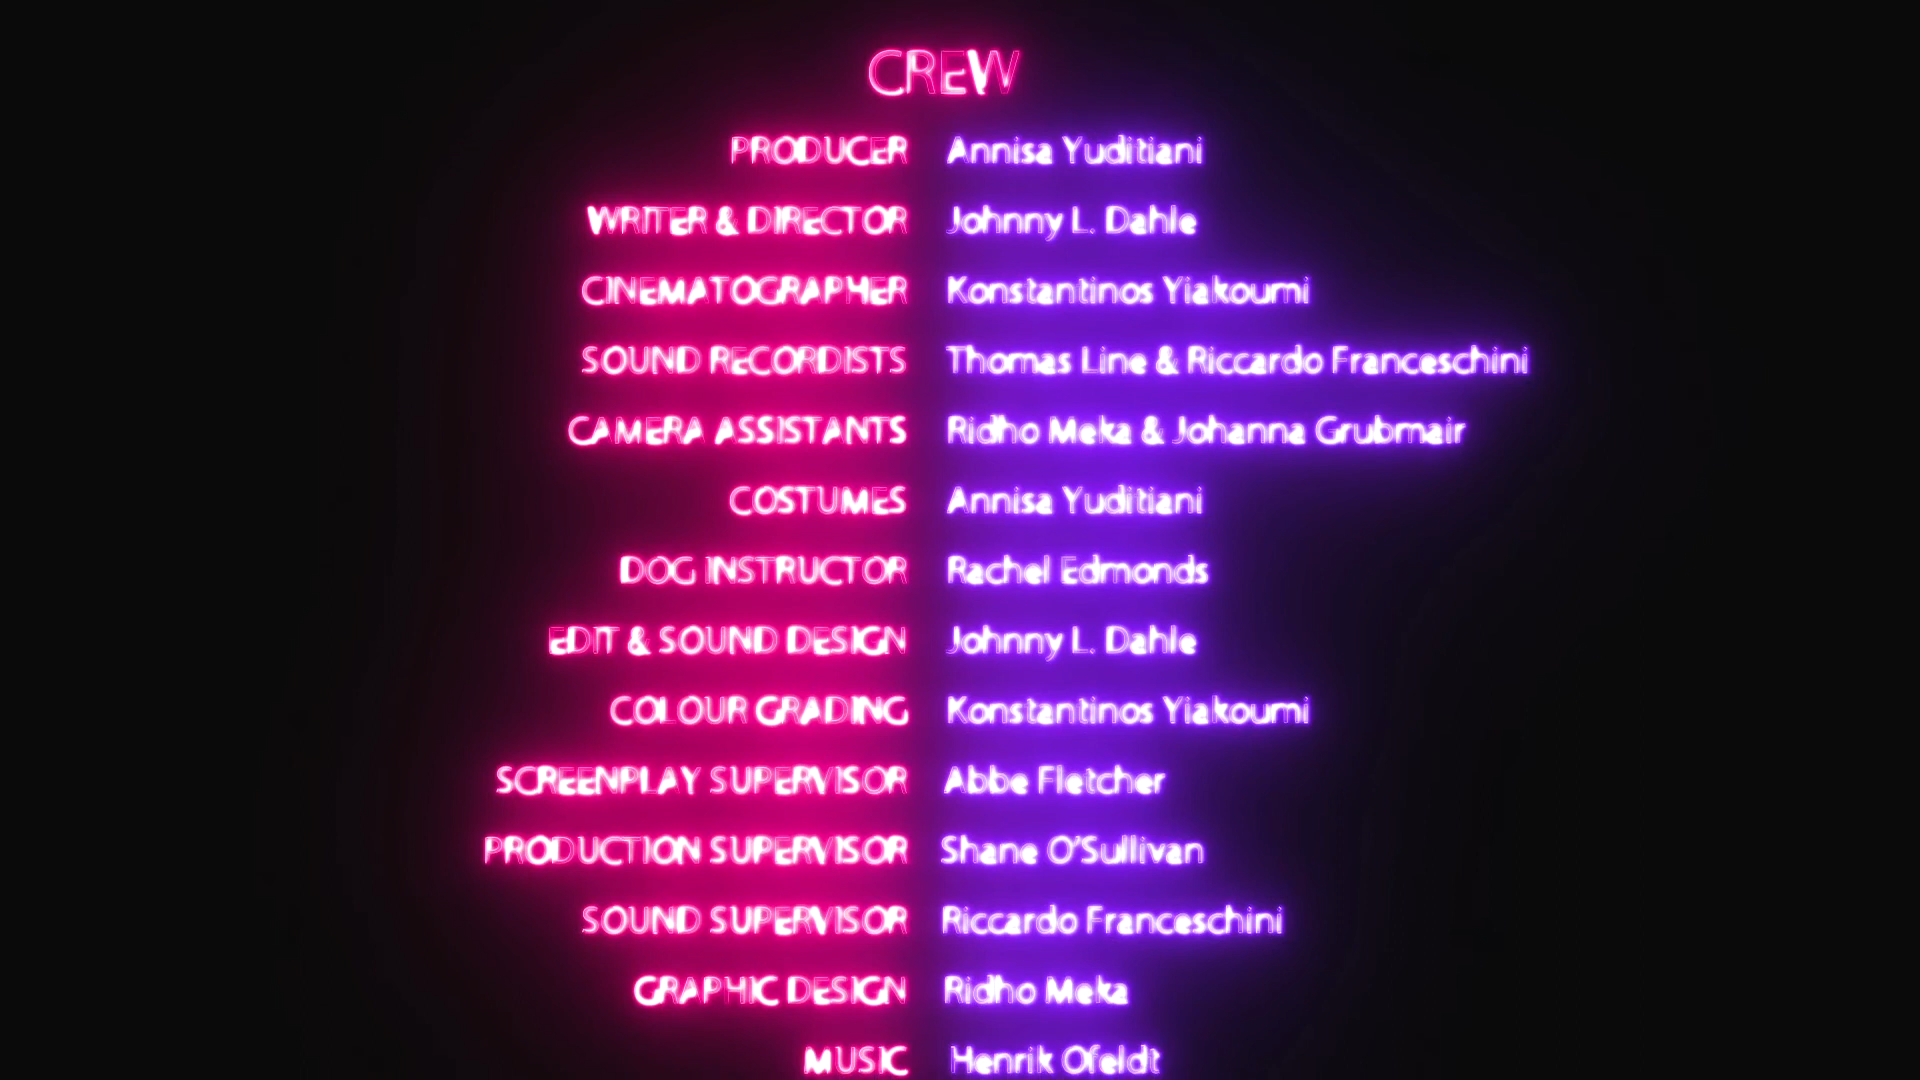 CREW
PRODUCER Annisa Yuditiani
WRITER & DIRECTOR Johnny L. Dahle
CINEMATOGRAPHER Konstantinos Yiakoumi
SOUND RECORDISTS Thomas Line & Riccardo Franceschini
CAMERA ASSISTANTS Ridho Meka & Johanna Grubmair
COSTUMES Annisa Yuditiani
DOG INSTRUCTOR Rachel Edmonds
EDIT & SOUND DESIGN Johnny L. Dahle
COLOUR GRADING Konstantinos Yiakoumi
SCREENPLAY SUPERVISOR Abbe Fletcher
PRODUCTION SUPERVISOR Shane O'Sullivan
SOUND SUPERVISOR Riccardo Franceschini
GRAPHIC DESIGN Ridho Meka
MUSIC Henrik Ofeldt